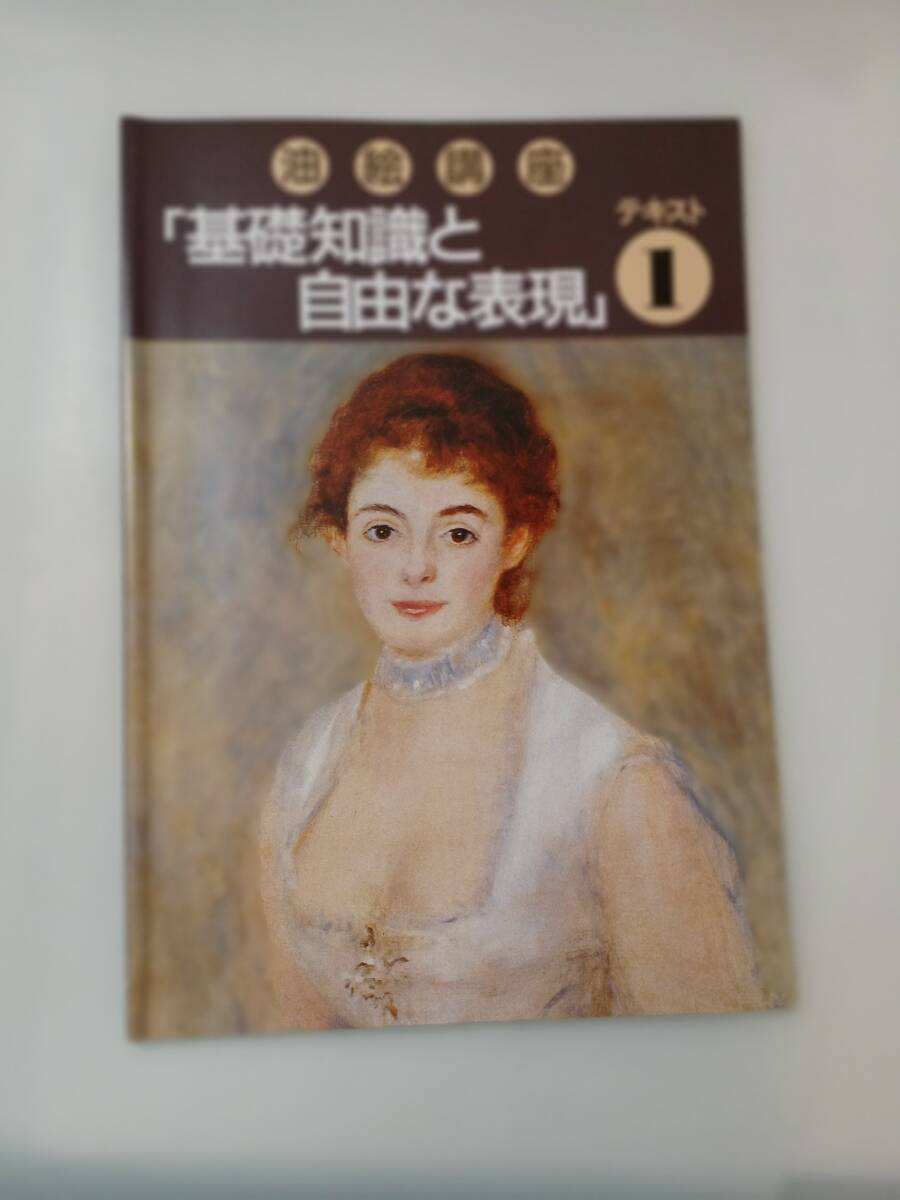 油絵講座
「基礎知識と
自由な表現」
テキスト
1